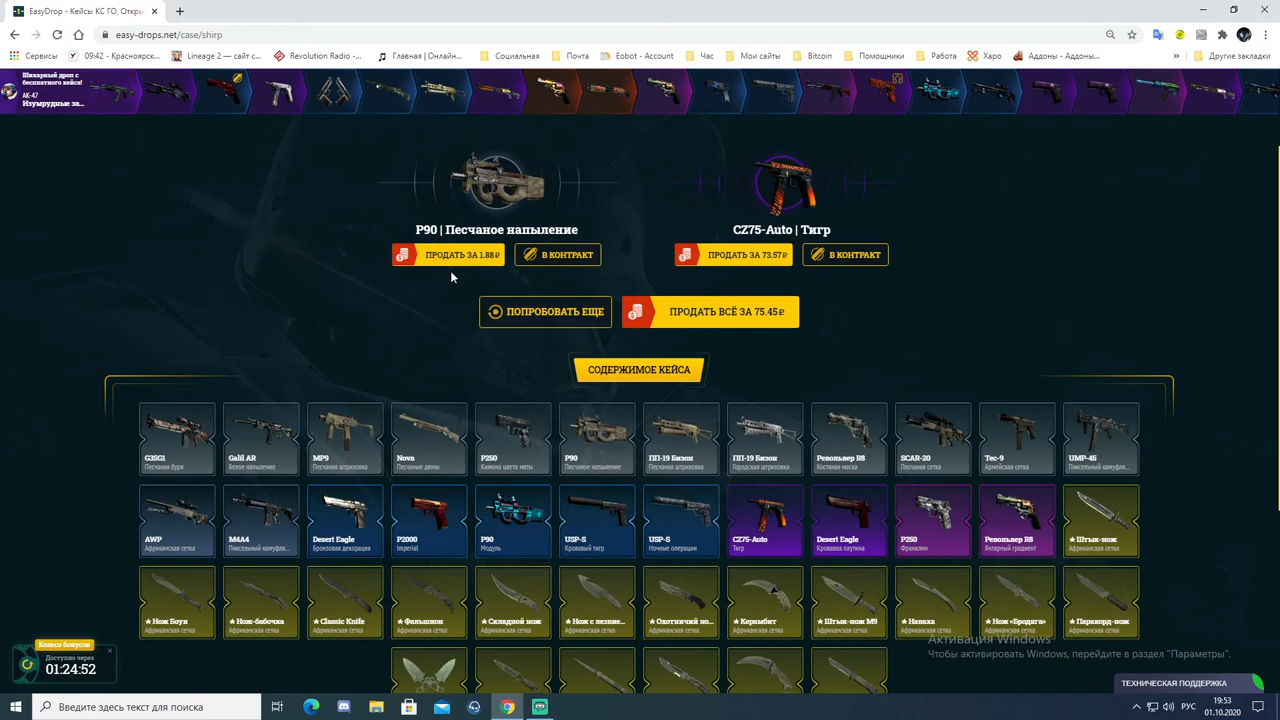 EasyDrop - Кейсы КС ГО, Откры
easy-drops.net/case/shirp
Сервисы
09:42 - Красноярск...
Lineage 2 — сайт с...
Revolution Radio -...
Главная | Онлайн...
Социальная
Почта
Eobot - Account
Час
Мои сайты
Bitcoin
Помощники
Работа
Харо
Аддоны - Аддоны...
»
Другие закладки
Шикарный дроп с
бесплатного кейса!
АК-47
Изумрудные за...
P90 | Песчаное напыление
CZ75-Auto | Тигр
ПРОДАТЬ ЗА 1.88₽
В КОНТРАКТ
ПРОДАТЬ ЗА 73.57₽
В КОНТРАКТ
ПОПРОБОВАТЬ ЕЩЕ
ПРОДАТЬ ВСЁ ЗА 75.45₽
СОДЕРЖИМОЕ КЕЙСА
G3SG1
Песчаная буря
Galil AR
Белое напыление
MP9
Песчаная штриховка
Nova
Песчаные дюны
P250
Кимоно цвета мяты
P90
Песчаное напыление
ПП-19 Бизон
Песчаная штриховка
ПП-19 Бизон
Городская штриховка
Револьвер R8
Костяная маска
SCAR-20
Песчаная сетка
Tec-9
Армейская сетка
UMP-45
Пиксельный камуфля...
AWP
Африканская сетка
M4A4
Пиксельный камуфля...
Desert Eagle
Бронзовая декорация
P2000
Imperial
P90
Модуль
USP-S
Кровавый тигр
USP-S
Ночные операции
CZ75-Auto
Тигр
Desert Eagle
Кровавая паутина
P250
Франклин
Револьвер R8
Янтарный градиент
★ Штык-нож
Африканская сетка
★ Нож Боуи
Африканская сетка
★ Нож-бабочка
Африканская сетка
★ Classic Knife
Африканская сетка
★ Фальшион
Африканская сетка
★ Складной нож
Африканская сетка
★ Нож с лезвие...
Африканская сетка
★ Охотничий но...
Африканская сетка
★ Керамбит
Африканская сетка
★ Штык-нож M9
Африканская сетка
★ Наваха
Африканская сетка
★ Нож «Бродяга»
Африканская сетка
★ Паракорд-нож
Африканская сетка
Колесо бонусов
Доступно через
01:24:52
Активация Windows
Чтобы активировать Windows, перейдите в раздел "Параметры".
ТЕХНИЧЕСКАЯ ПОДДЕРЖКА
Введите здесь текст для поиска
РУС
19:53
01.10.2020